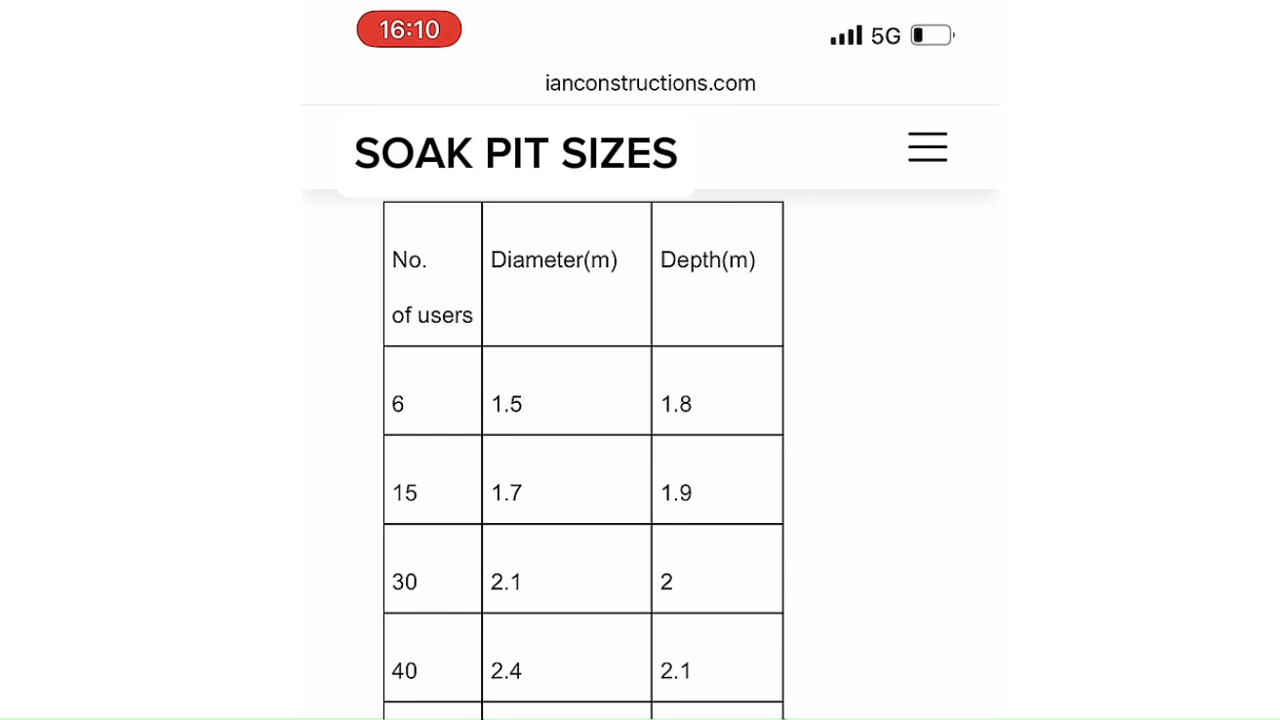 16:10 5G
ianconstructions.com
SOAK PIT SIZES
No. Diameter(m) Depth(m)
of users
6 1.5 1.8
15 1.7 1.9
30 2.1 2
40 2.4 2.1